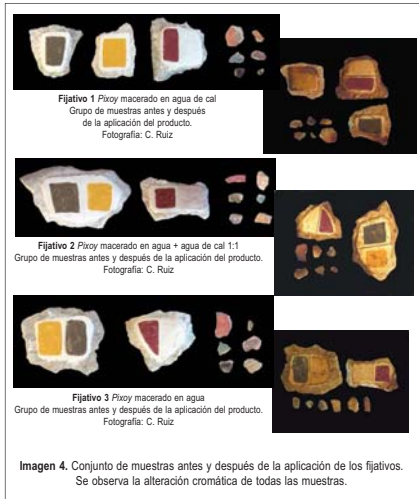 Fijativo 1 Pixoy macerado en agua de cal
Grupo de muestras antes y después
de la aplicación del producto.
Fotografía: C. Ruiz
Fijativo 2 Pixoy macerado en agua + agua de cal 1:1
Grupo de muestras antes y después de la aplicación del producto.
Fotografía: C. Ruiz
Fijativo 3 Pixoy macerado en agua
Grupo de muestras antes y después de la aplicación del producto.
Fotografía: C. Ruiz
Imagen 4. Conjunto de muestras antes y después de la aplicación de los fijativos.
Se observa la alteración cromática de todas las muestras.